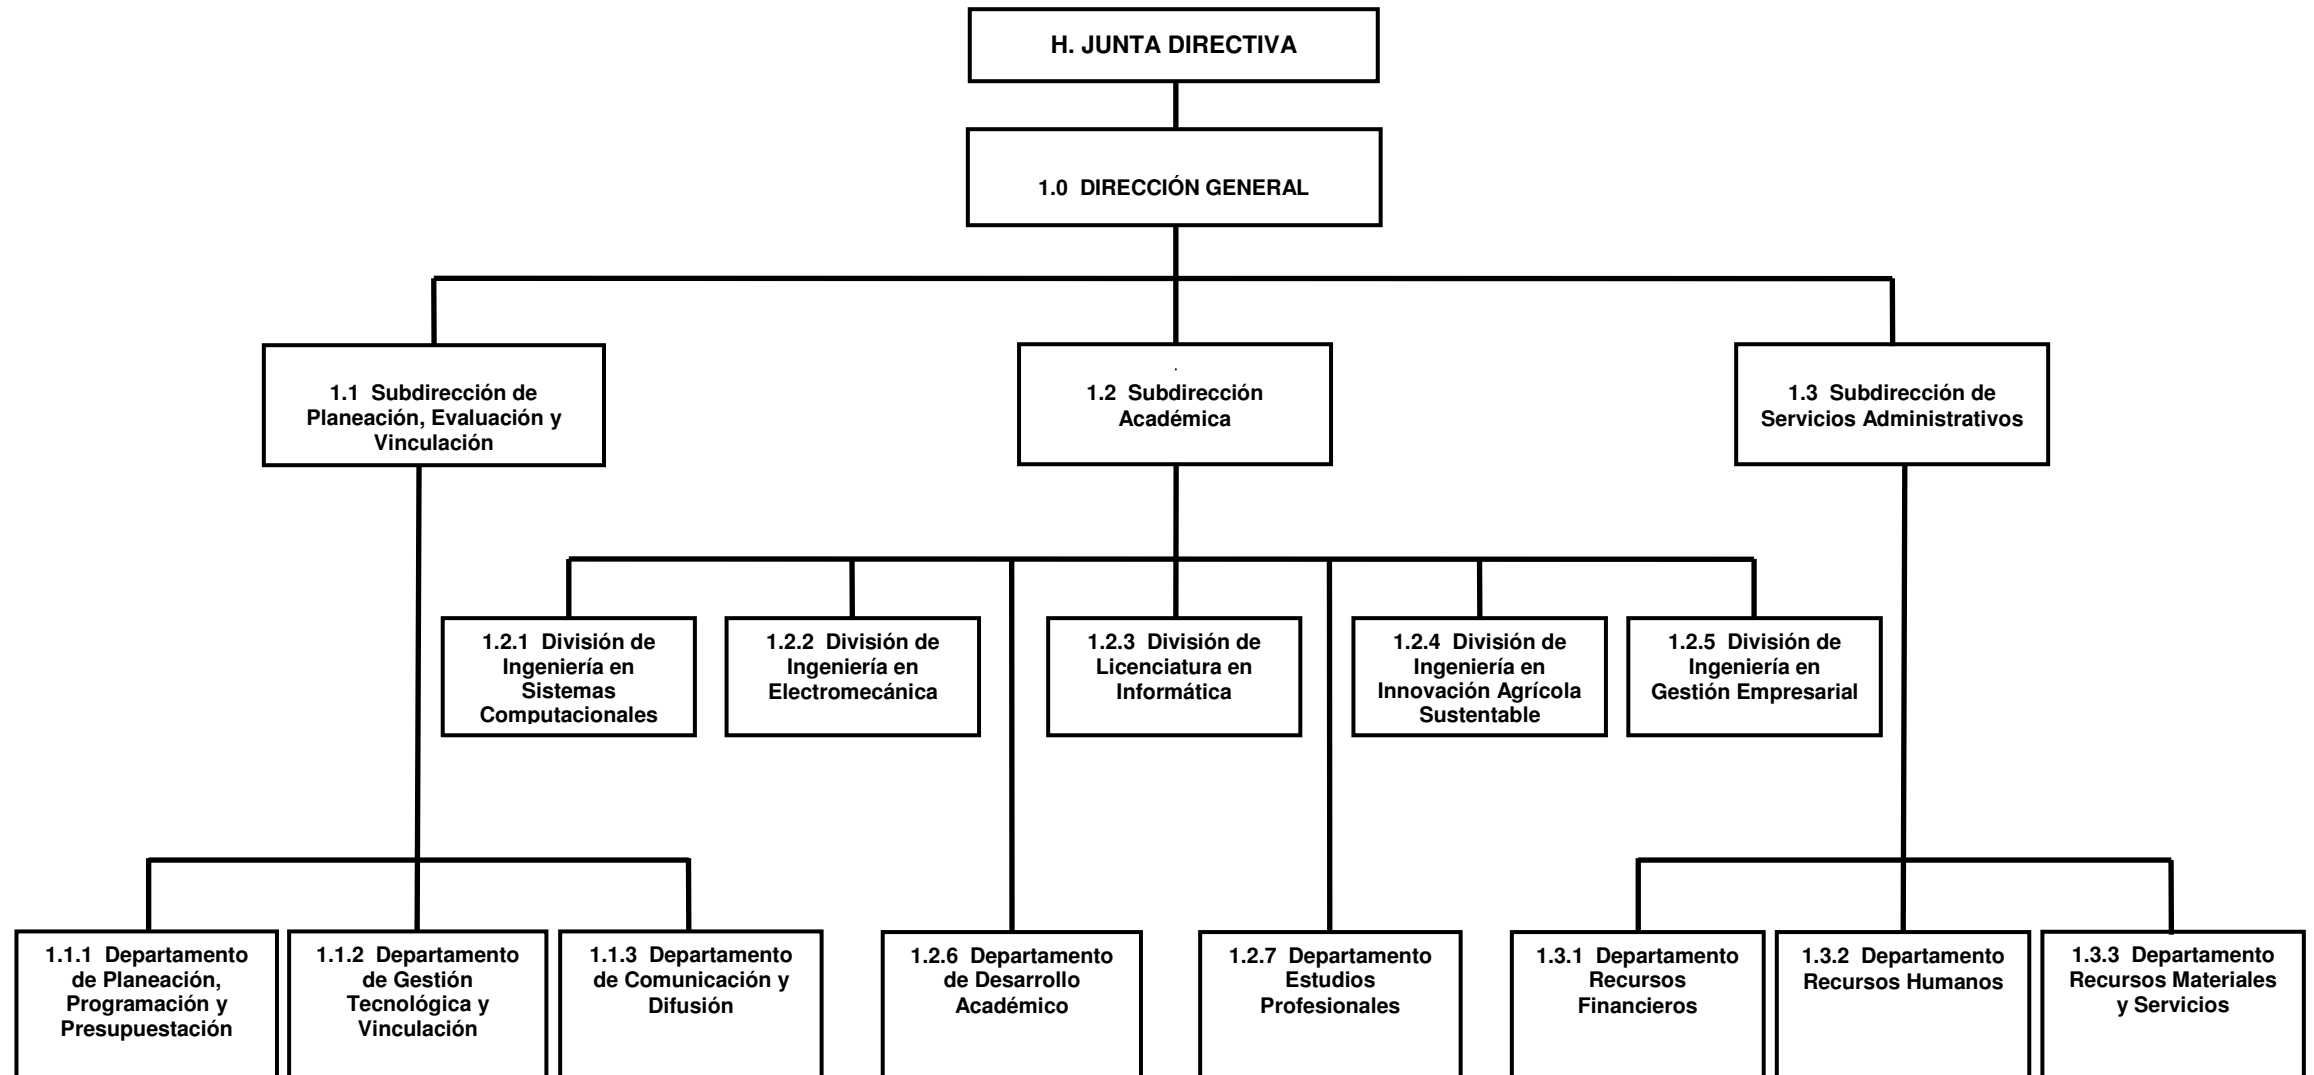 H. JUNTA DIRECTIVA
1.0 DIRECCIÓN GENERAL
1.1 Subdirección de
Planeación, Evaluación y
Vinculación
1.2 Subdirección
Académica
1.3 Subdirección de
Servicios Administrativos
1.2.1 División de
Ingeniería en
Sistemas
Computacionales
1.2.2 División de
Ingeniería en
Electromecánica
1.2.3 División de
Licenciatura en
Informática
1.2.4 División de
Ingeniería en
Innovación Agrícola
Sustentable
1.2.5 División de
Ingeniería en
Gestión Empresarial
1.1.1 Departamento
de Planeación,
Programación y
Presupuestación
1.1.2 Departamento
de Gestión
Tecnológica y
Vinculación
1.1.3 Departamento
de Comunicación y
Difusión
1.2.6 Departamento
de Desarrollo
Académico
1.2.7 Departamento
Estudios
Profesionales
1.3.1 Departamento
Recursos
Financieros
1.3.2 Departamento
Recursos Humanos
1.3.3 Departamento
Recursos Materiales
y Servicios